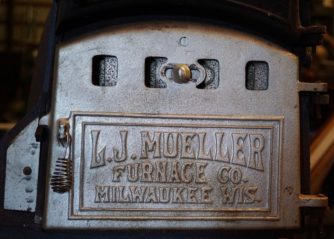 L.J. MUELLER
FURNACE CO.
MILWAUKEE WIS.